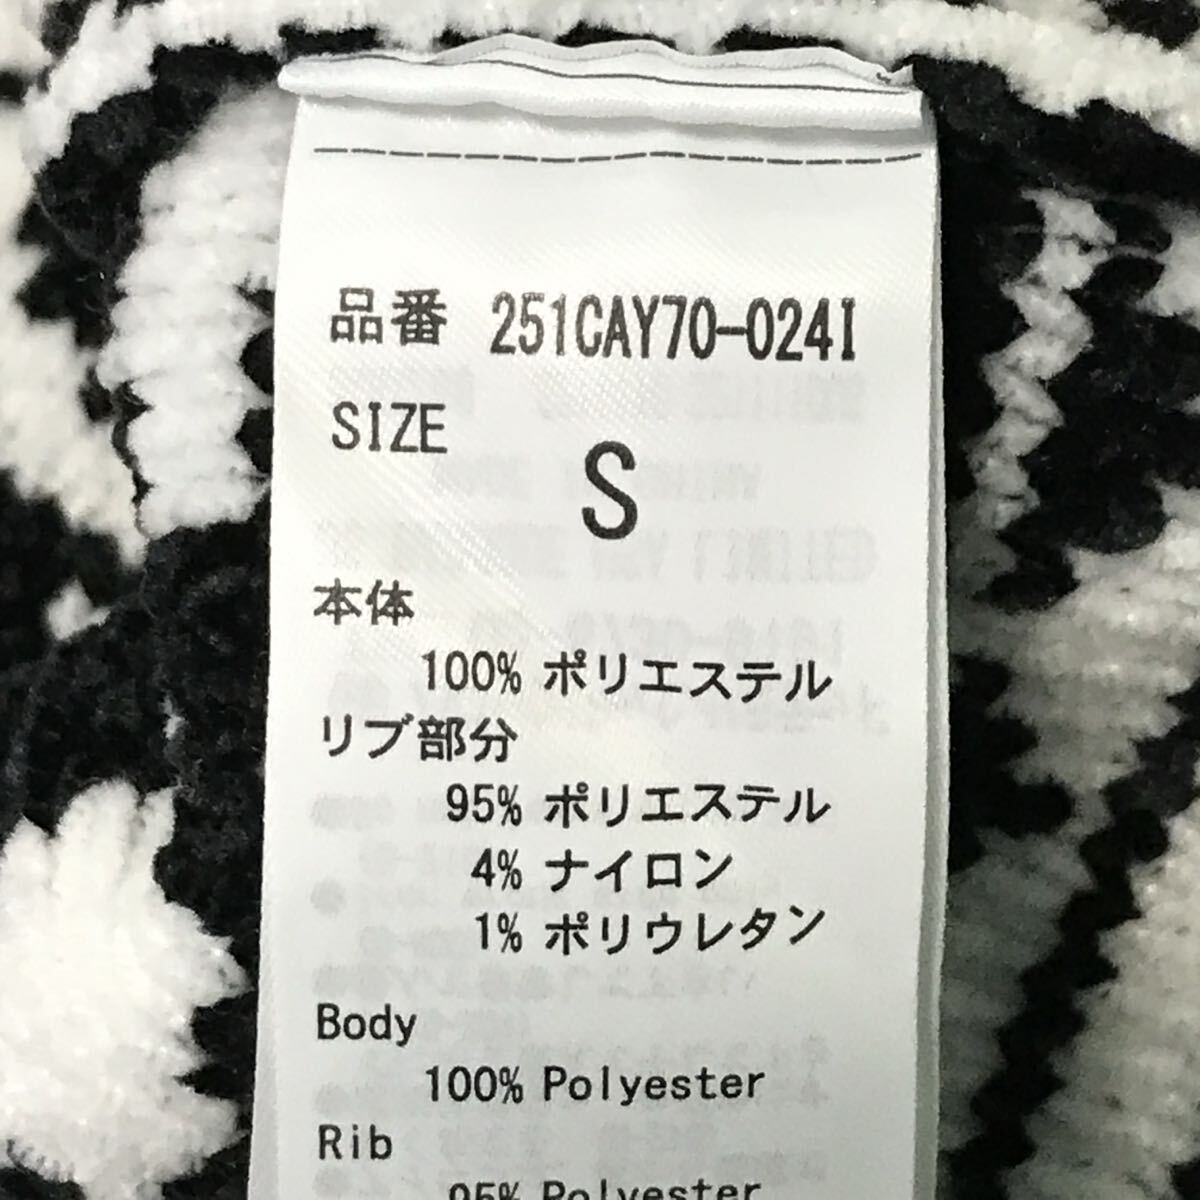 品番 251CAY70-024I
SIZE
S
本体
100% ポリエステル
リブ部分
95% ポリエステル
4% ナイロン
1% ポリウレタン
Body
100% Polyester
Rib
95% Polyester